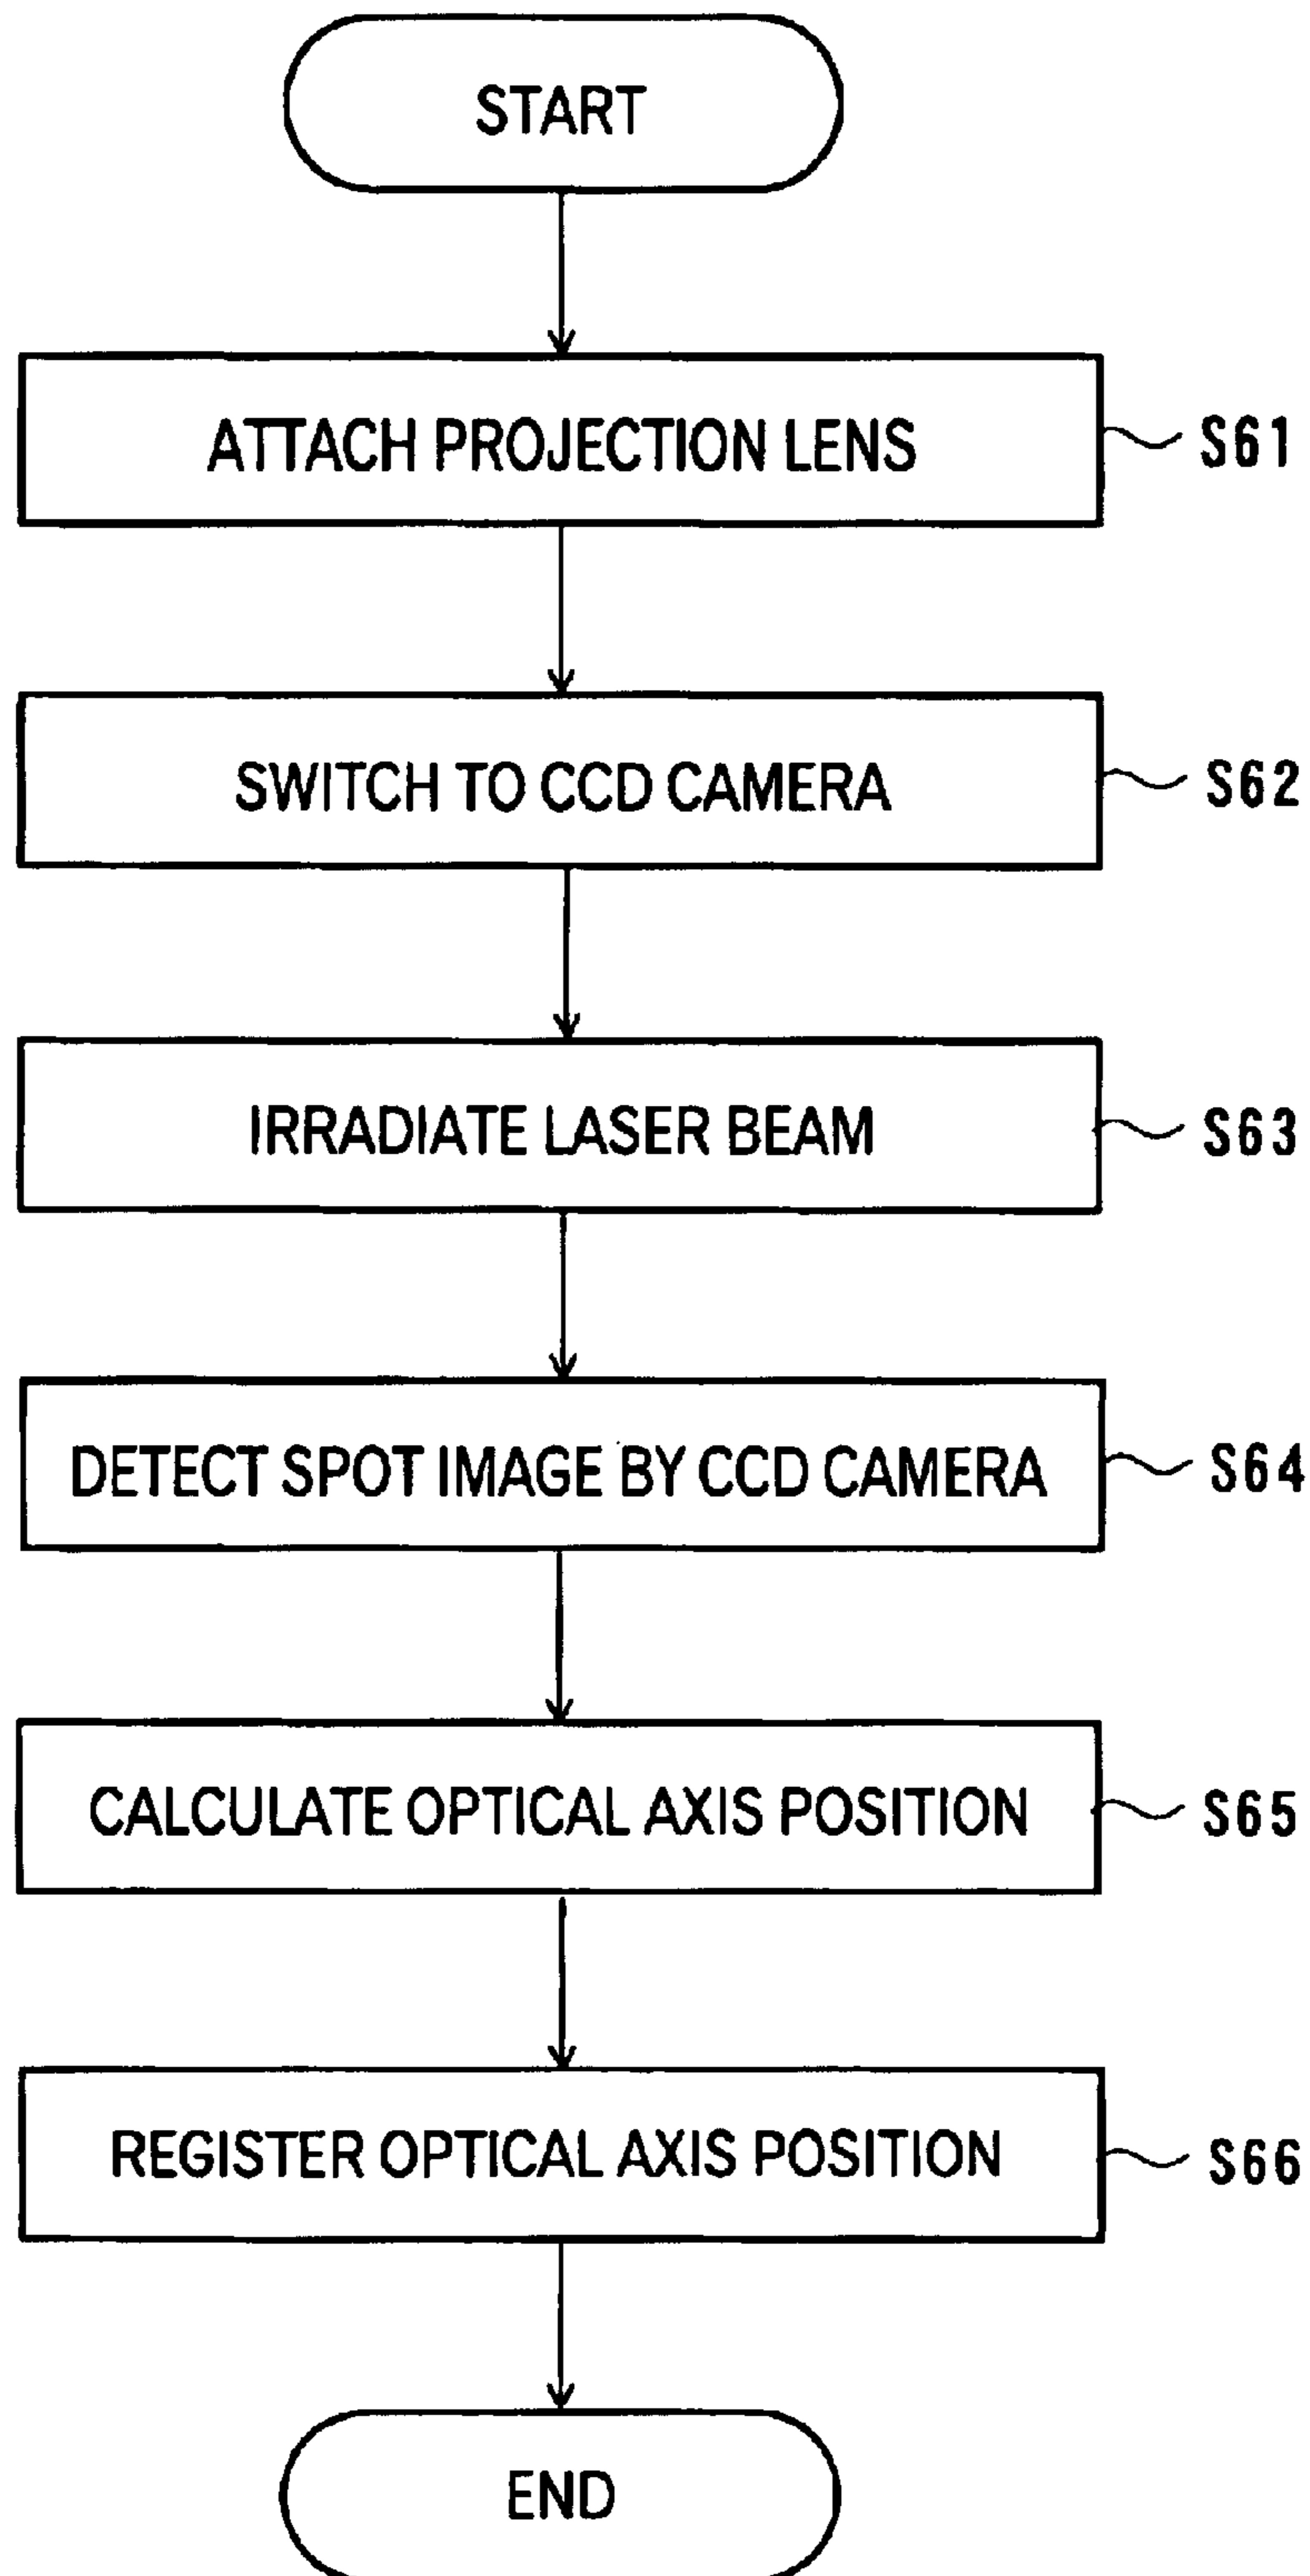 START
ATTACH PROJECTION LENS
S61
SWITCH TO CCD CAMERA
S62
IRRADIATE LASER BEAM
S63
DETECT SPOT IMAGE BY CCD CAMERA
S64
CALCULATE OPTICAL AXIS POSITION
S65
REGISTER OPTICAL AXIS POSITION
S66
END